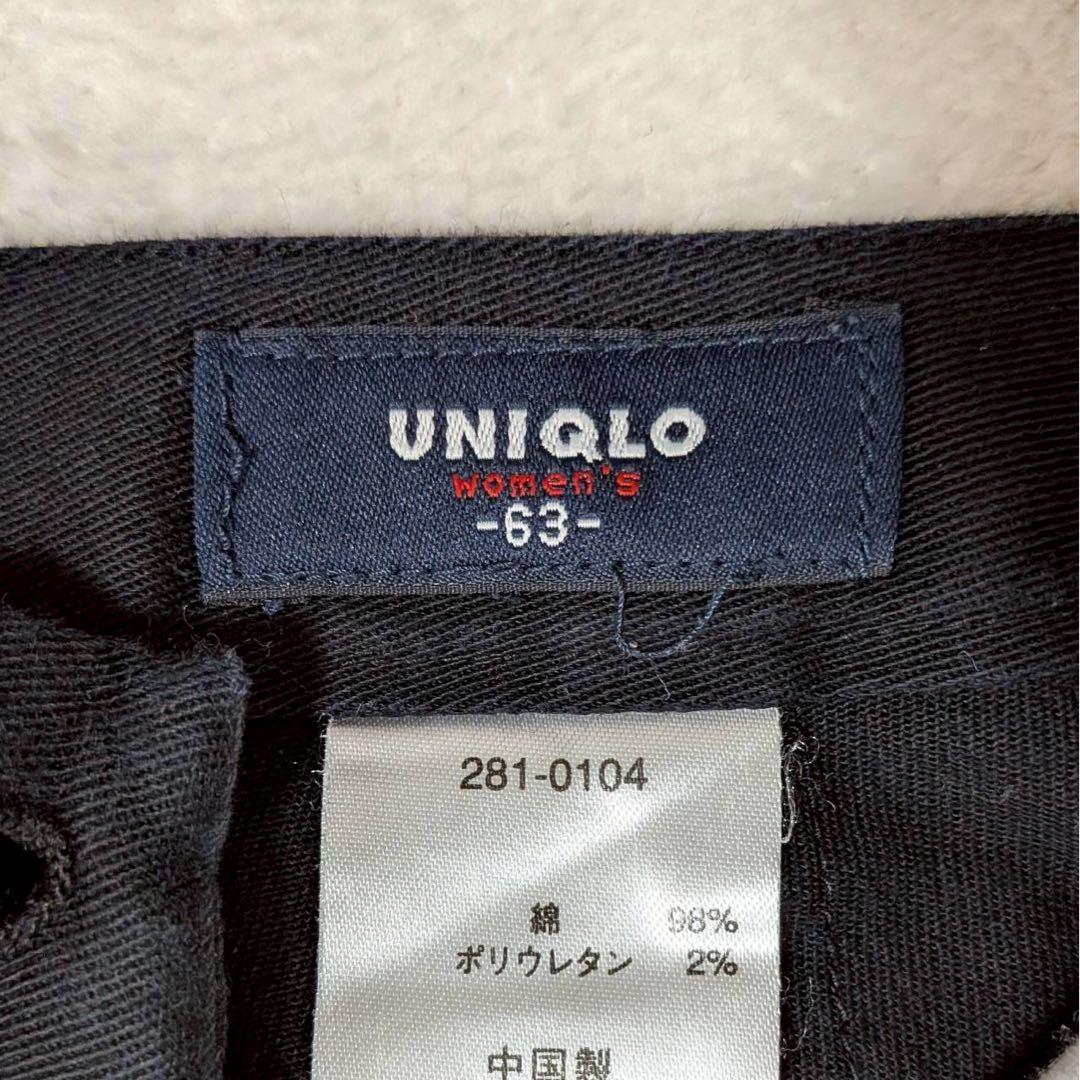 UNIQLO
women's
-63-
281-0104
綿 98%
ポリウレタン 2%
中国製